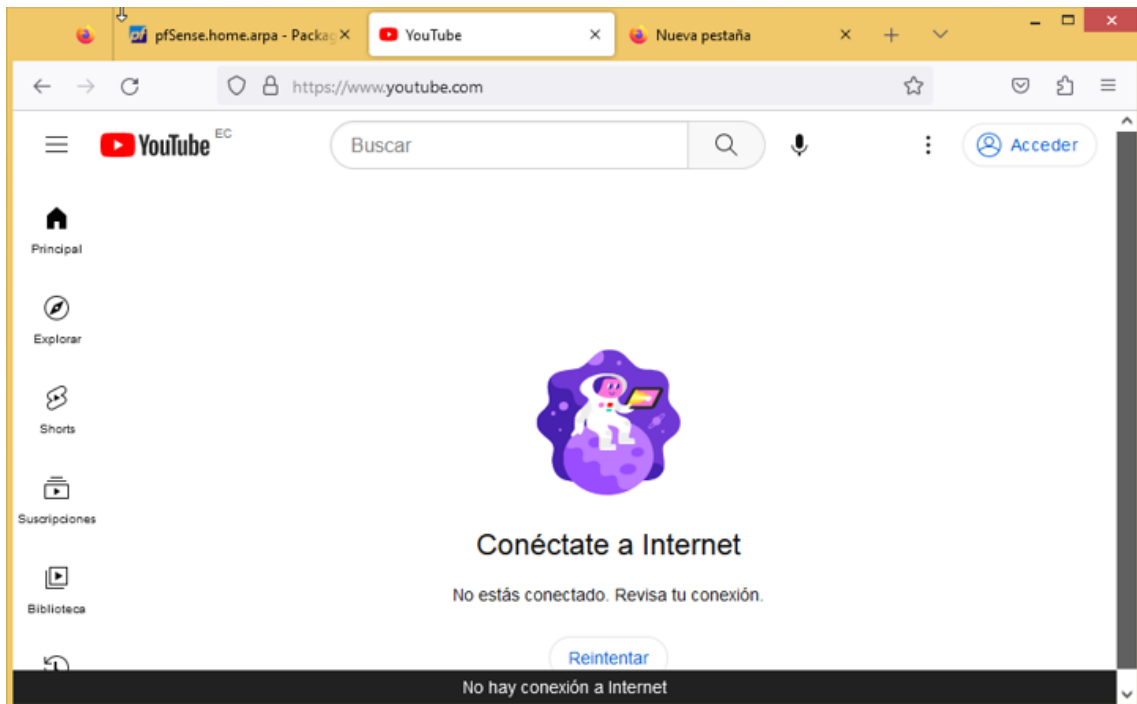 pfSense.home.arpa - Packag
YouTube
Nueva pestaña
https://www.youtube.com
YouTube EC
Buscar
Acceder
Principal
Explorar
Shorts
Suscripciones
Biblioteca
Conéctate a Internet
No estás conectado. Revisa tu conexión.
Reintentar
No hay conexión a Internet